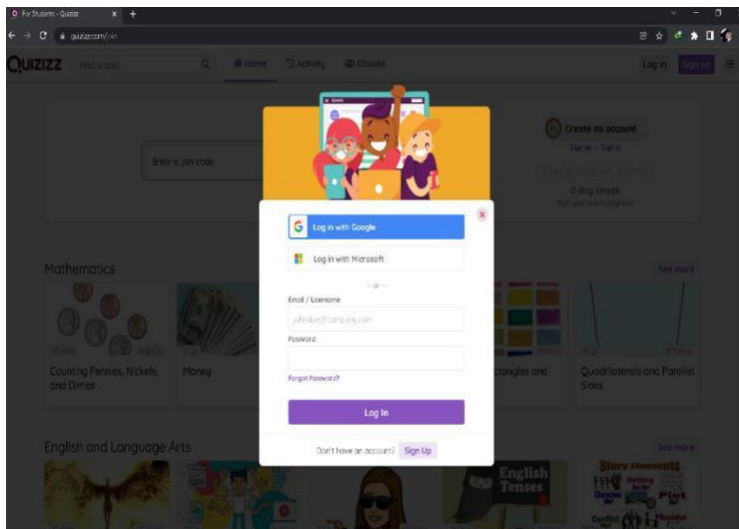 For Students - Quizizz
quizizz.com/join
QUIZIZZ
Find a quiz
Home
Activity
Classes
Log in
Sign up
Enter a join code
Create an account
0 day streak
Log in with Google
Log in with Microsoft
or
Email / Username
Password
Forgot Password?
Log In
Don't have an account? Sign Up
Mathematics
See more
Counting Pennies, Nickels,
and Dimes
Money
Quadrilaterals and Parallel
Sides
English and Language Arts
See more
English
Tenses
Story Elements
Setting
Plot
Conflict